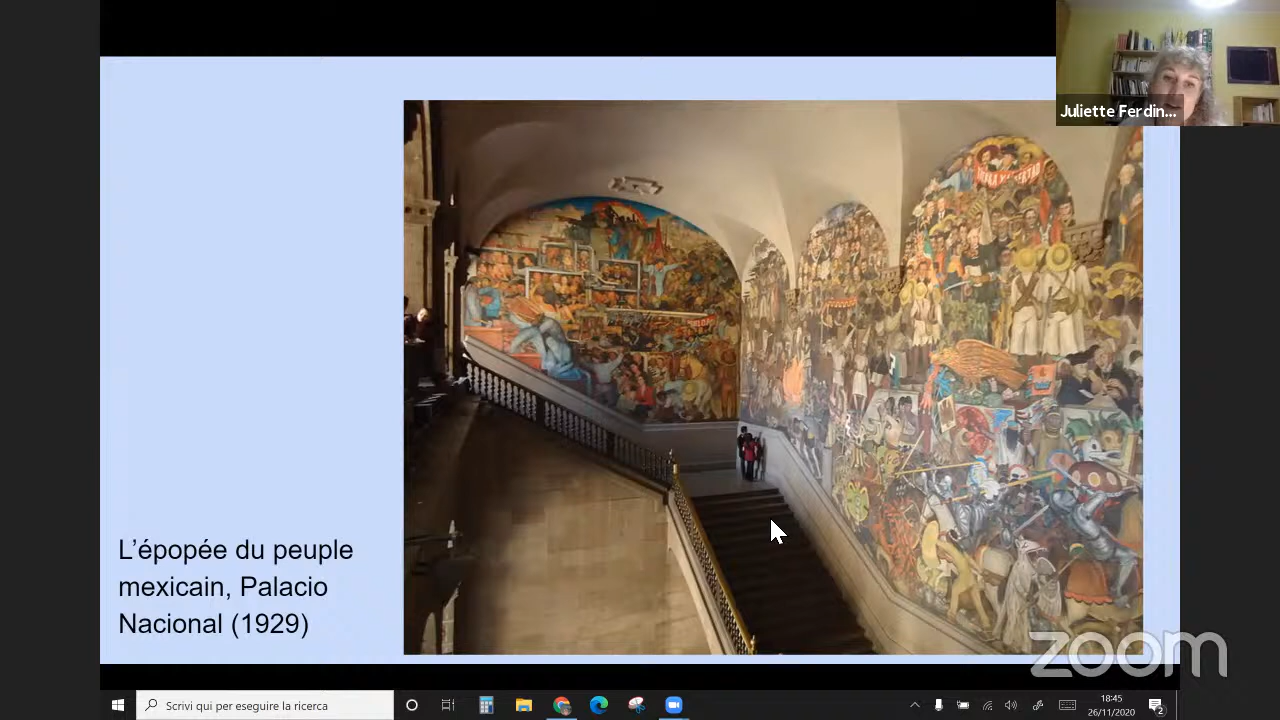 Juliette Ferdin...
L'épopée du peuple
mexicain, Palacio
Nacional (1929)
zoom
Scrivi qui per eseguire la ricerca
18:45
26/11/2020
2